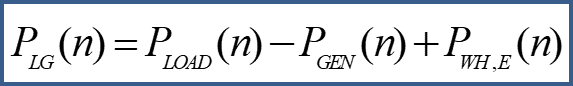 P_LG(n) = P_LOAD(n) − P_GEN(n) + P_WH,E(n)